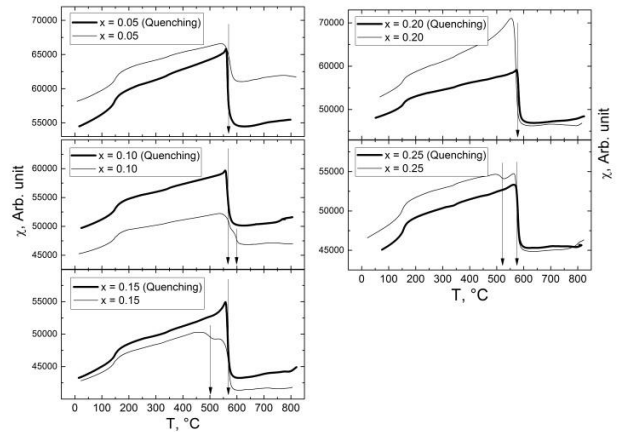 x = 0.05 (Quenching)
x = 0.05
65000
60000
55000
x = 0.10 (Quenching)
x = 0.10
60000
55000
50000
45000
x = 0.15 (Quenching)
x = 0.15
55000
50000
45000
χ, Arb. unit
0 100 200 300 400 500 600 700 800
T, °C
x = 0.20 (Quenching)
x = 0.20
70000
60000
50000
x = 0.25 (Quenching)
x = 0.25
55000
50000
45000
χ, Arb. unit
0 100 200 300 400 500 600 700 800
T, °C